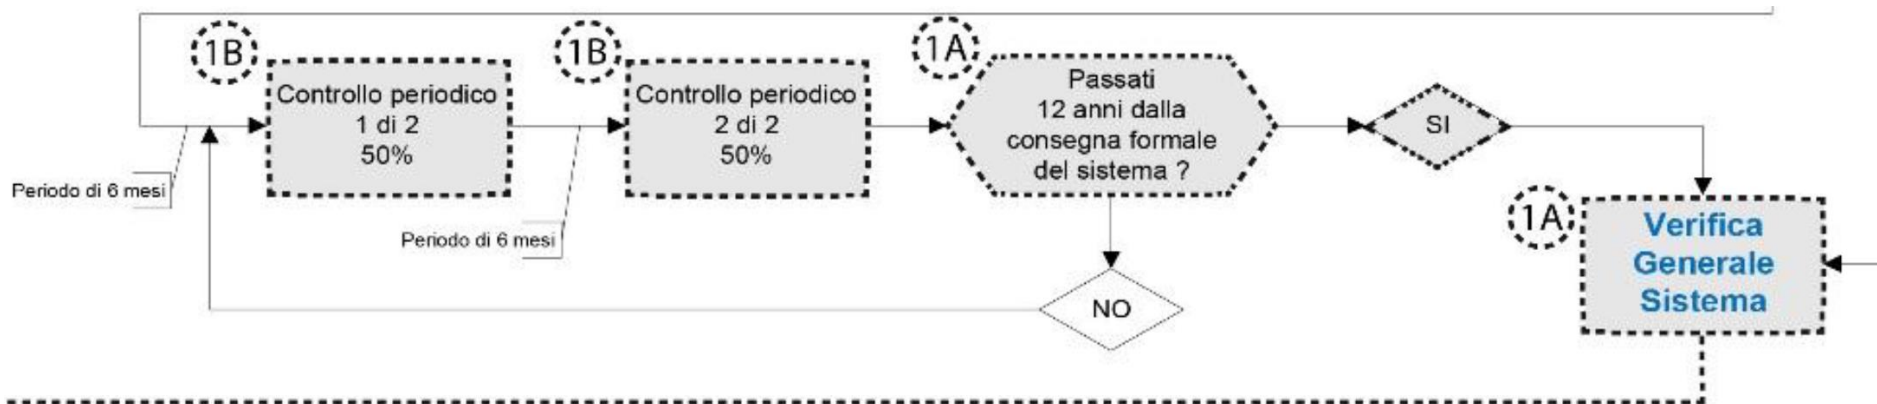 1B
Controllo periodico
1 di 2
50%
Periodo di 6 mesi
1B
Controllo periodico
2 di 2
50%
Periodo di 6 mesi
1A
Passati
12 anni dalla
consegna formale
del sistema ?
SI
NO
1A
Verifica
Generale
Sistema